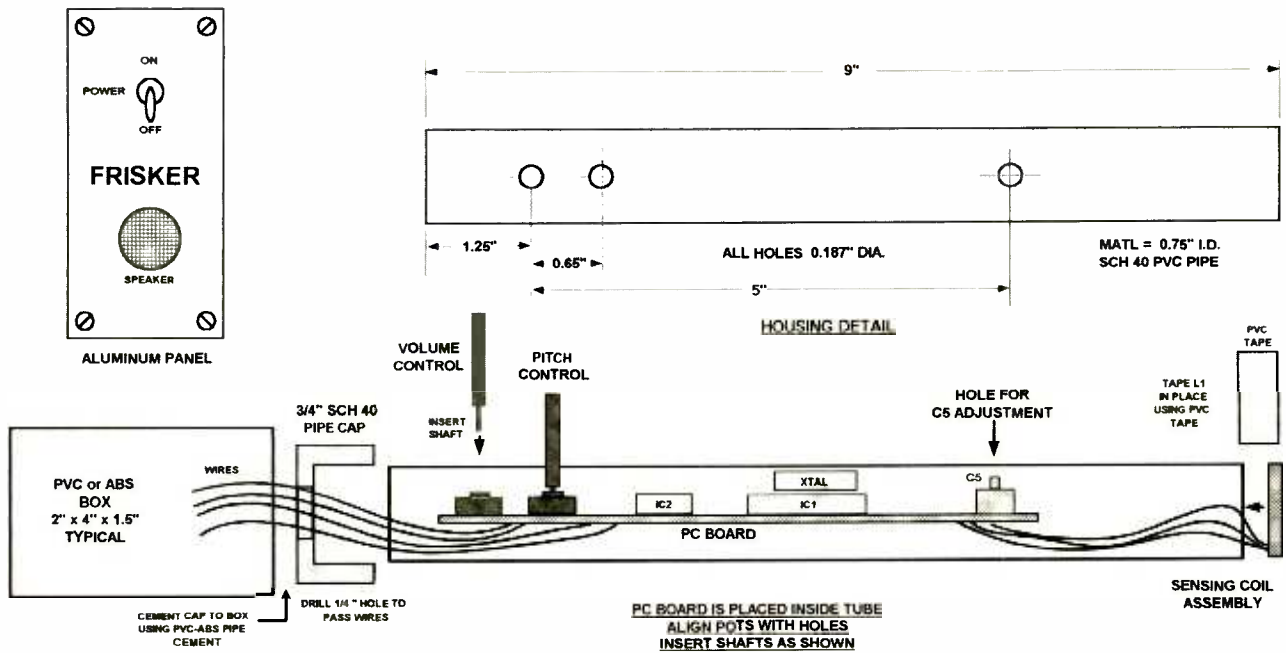 ON
POWER
OFF
FRISKER
SPEAKER
ALUMINUM PANEL
9"
1.25"
0.65"
5"
ALL HOLES 0.187" DIA.
MATL = 0.75" I.D.
SCH 40 PVC PIPE
HOUSING DETAIL
PVC
TAPE
TAPE L1
IN PLACE
USING PVC
TAPE
VOLUME
CONTROL
PITCH
CONTROL
INSERT
SHAFT
HOLE FOR
C5 ADJUSTMENT
3/4" SCH 40
PIPE CAP
PVC or ABS
BOX
2" x 4" x 1.5"
TYPICAL
WIRES
IC2
XTAL
IC1
C5
PC BOARD
SENSING COIL
ASSEMBLY
CEMENT CAP TO BOX
USING PVC-ABS PIPE
CEMENT
DRILL 1/4" HOLE TO
PASS WIRES
PC BOARD IS PLACED INSIDE TUBE
ALIGN POTS WITH HOLES
INSERT SHAFTS AS SHOWN